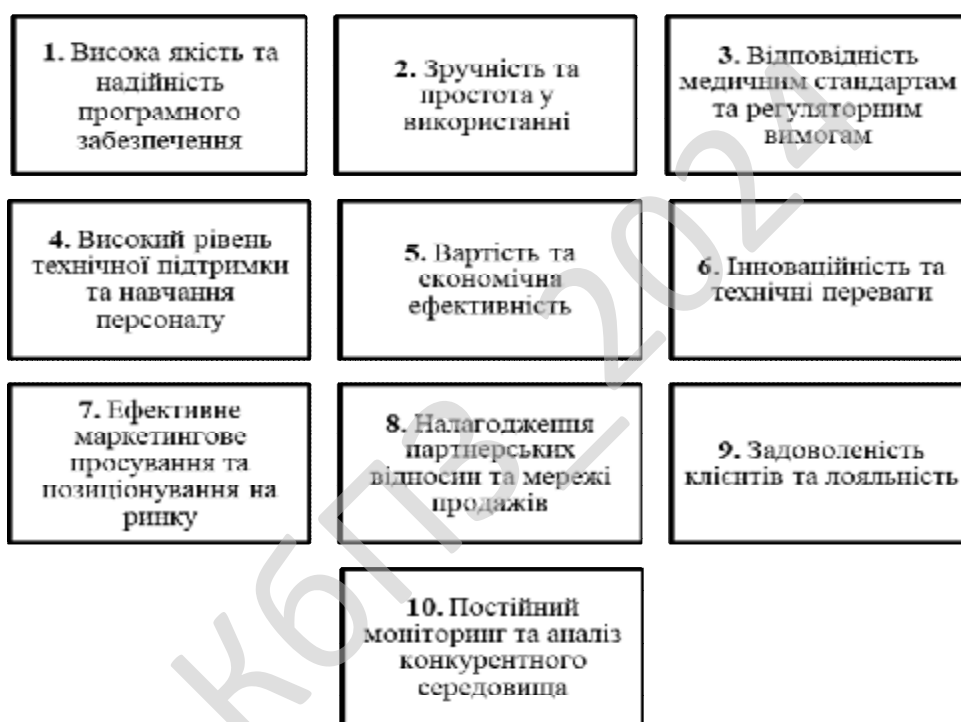 1. Висока якість та
надійність
програмного
забезпечення
2. Зручність та
простота у
використанні
3. Відповідність
медичним стандартам
та регуляторним
вимогам
4. Високий рівень
технічної підтримки
та навчання
персоналу
5. Вартість та
економічна
ефективність
6. Інноваційність та
технічні переваги
7. Ефективне
маркетингове
просування та
позиціонування на
ринку
8. Налагодження
партнерських
відносин та мережі
продажів
9. Задоволеність
клієнтів та лояльність
10. Постійний
моніторинг та аналіз
конкурентного
середовища
КбПЗ_2024